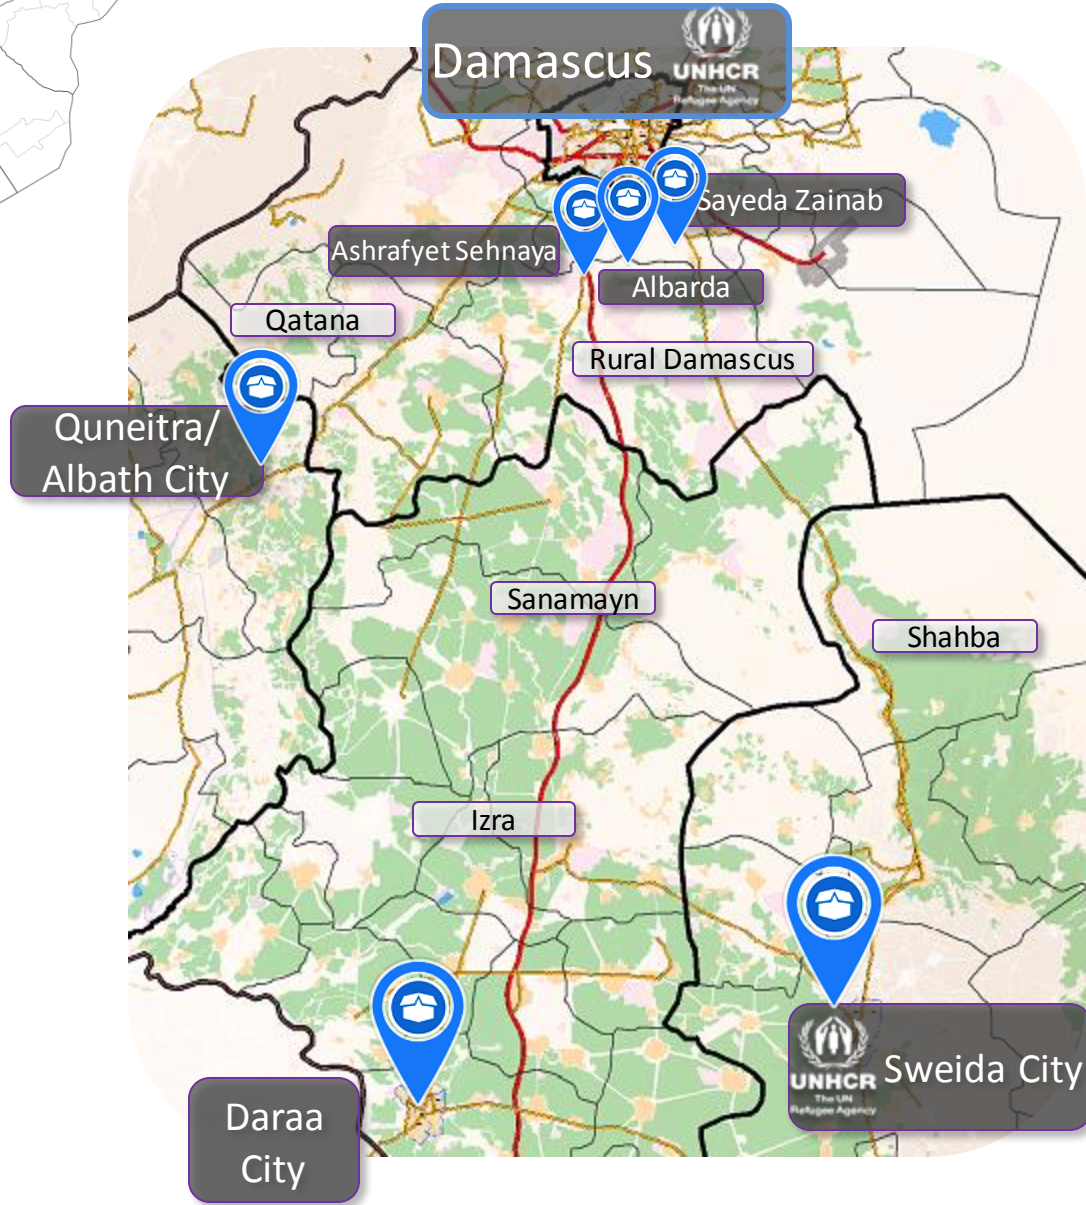 Damascus
UNHCR
The UN
Refugee Agency
Sayeda Zainab
Ashrafyet Sehnaya
Albarda
Qatana
Rural Damascus
Quneitra/
Albath City
Sanamayn
Shahba
Izra
UNHCR
The UN
Refugee Agency
Sweida City
Daraa
City